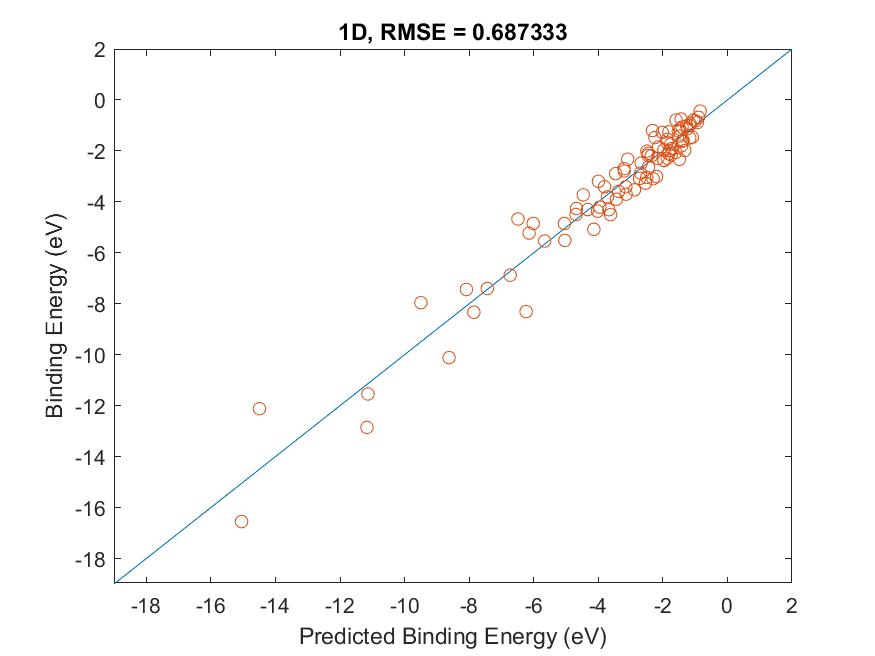 1D, RMSE = 0.687333
2
0
-2
-4
-6
-8
-10
-12
-14
-16
-18
Binding Energy (eV)
-18 -16 -14 -12 -10 -8 -6 -4 -2 0 2
Predicted Binding Energy (eV)